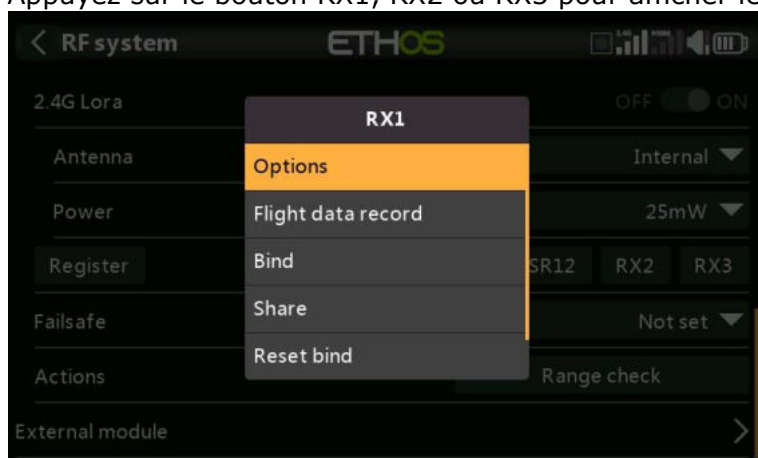 Appuyez sur le bouton RX1, RX2 ou RX3 pour afficher le
RF system ETHOS
2.4G Lora OFF ON
RX1
Antenna Internal
Options
Power 25mW
Flight data record
Register SR12 RX2 RX3
Bind
Failsafe Not set
Share
Actions Range check
Reset bind
External module